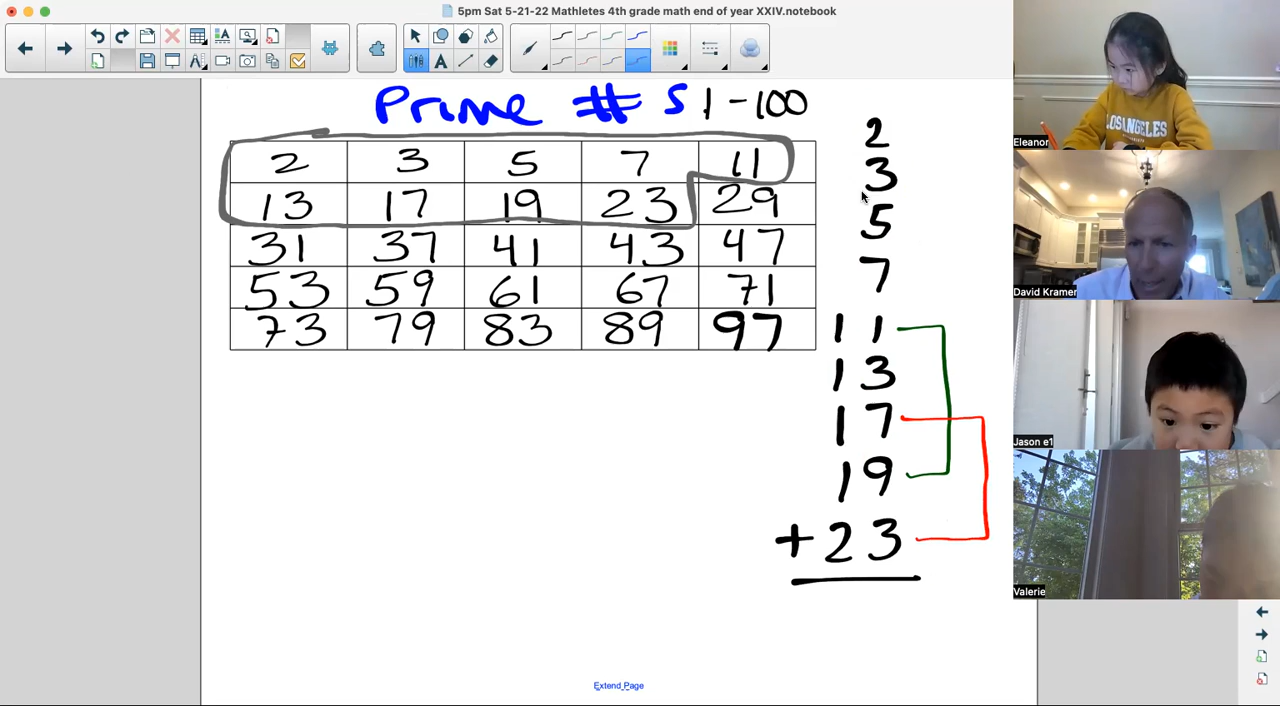 5pm Sat 5-21-22 Mathletes 4th grade math end of year XXIV.notebook
Prime # s 1-100
2 3 5 7 11
13 17 19 23 29
31 37 41 43 47
53 59 61 67 71
73 79 83 89 97
2
3
5
7
11
13
17
19
+23
Extend Page
LOS ANGELES
Eleanor
David Kramer
Jason e1
Valerie